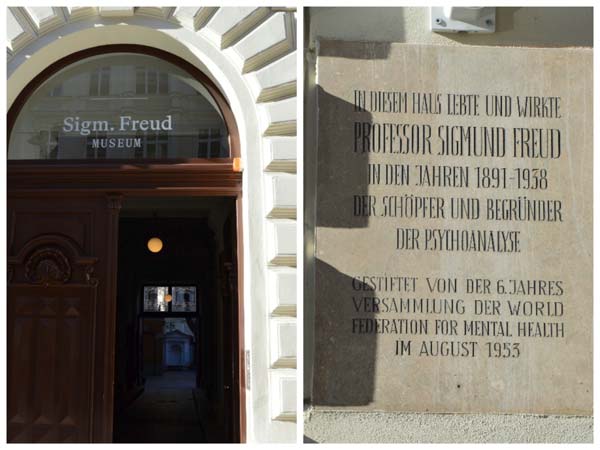 Sigm. Freud
MUSEUM
IN DIESEM HAUS LEBTE UND WIRKTE
PROFESSOR SIGMUND FREUD
IN DEN JAHREN 1891-1938
DER SCHÖPFER UND BEGRÜNDER
DER PSYCHOANALYSE
GESTIFTET VON DER 6. JAHRES
VERSAMMLUNG DER WORLD
FEDERATION FOR MENTAL HEALTH
IM AUGUST 1953